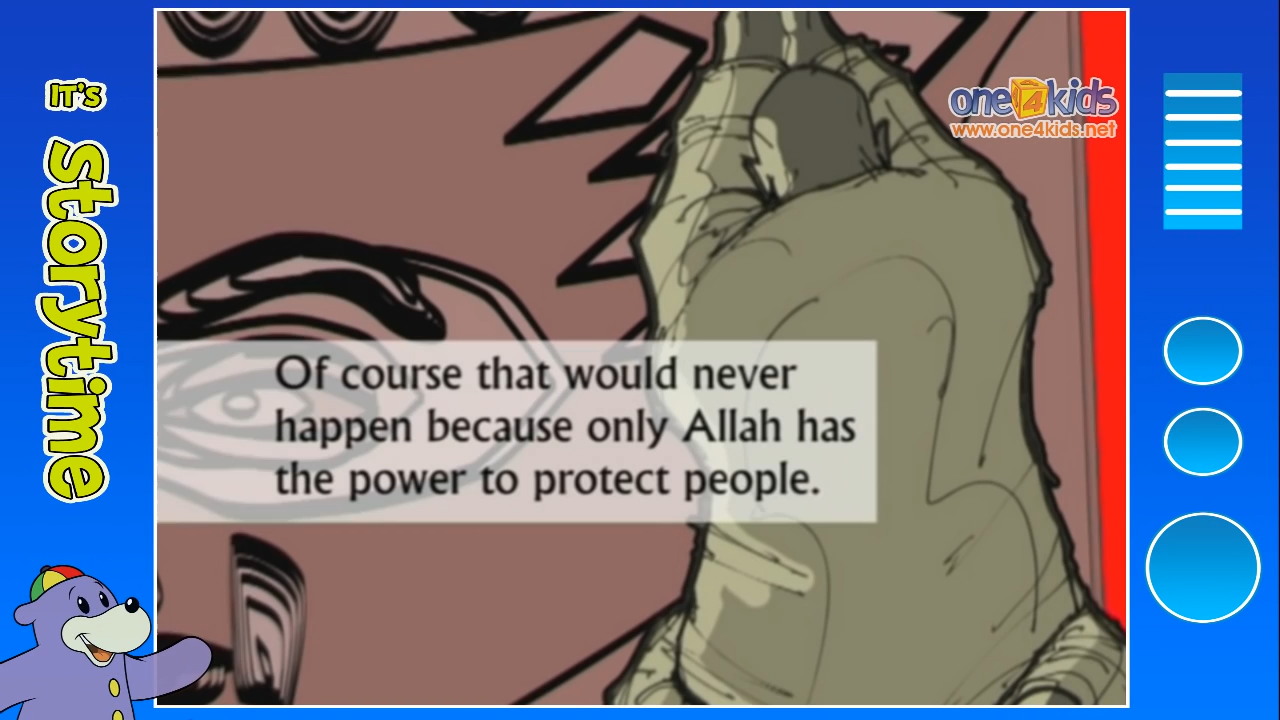 IT's
Storytime
one4kids
www.one4kids.net
Of course that would never
happen because only Allah has
the power to protect people.